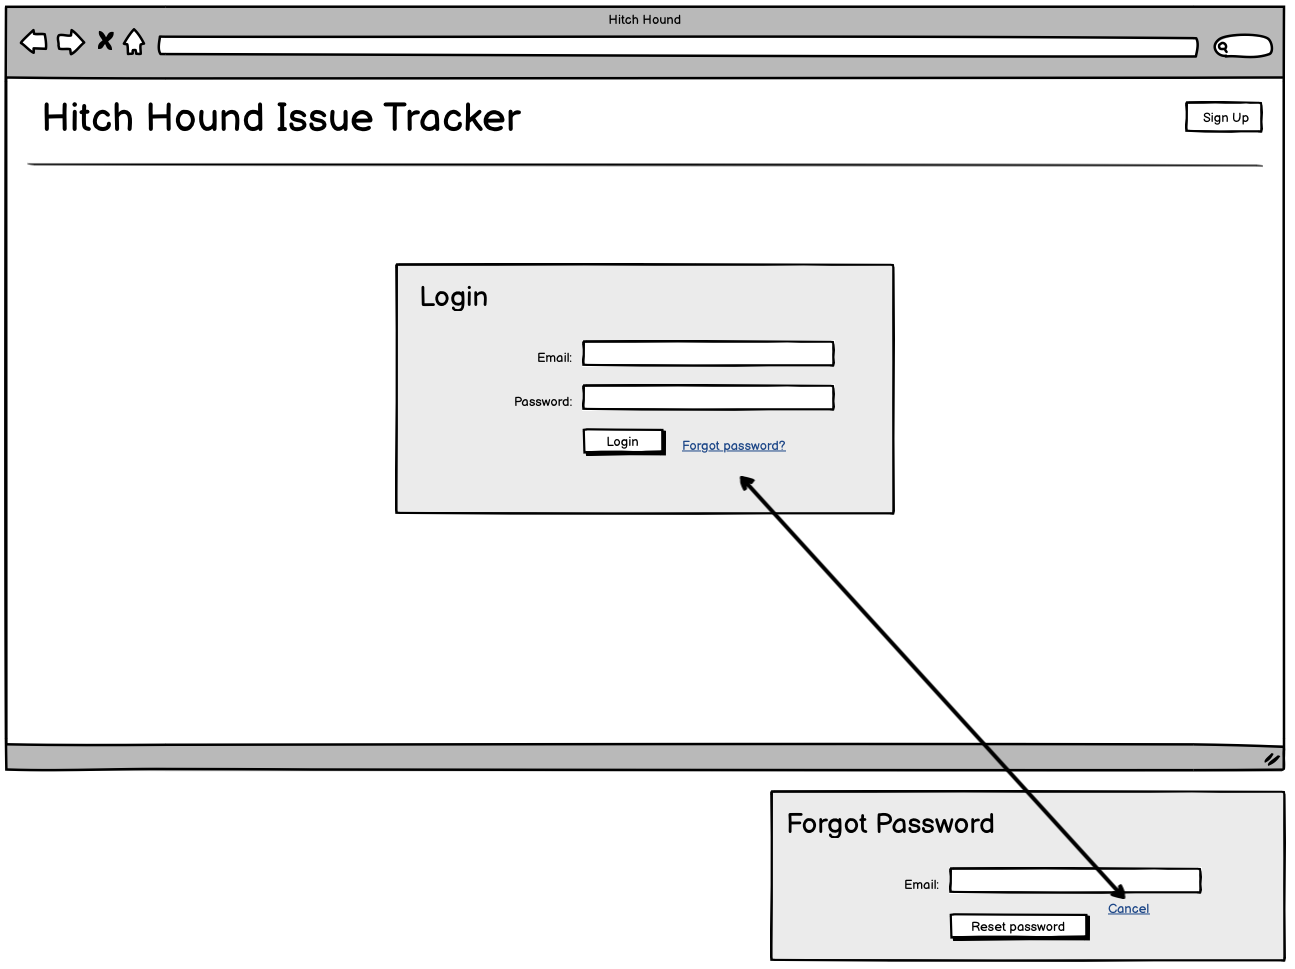 Hitch Hound
Hitch Hound Issue Tracker
Sign Up
Login
Email:
Password:
Login
Forgot password?
Forgot Password
Email:
Cancel
Reset password